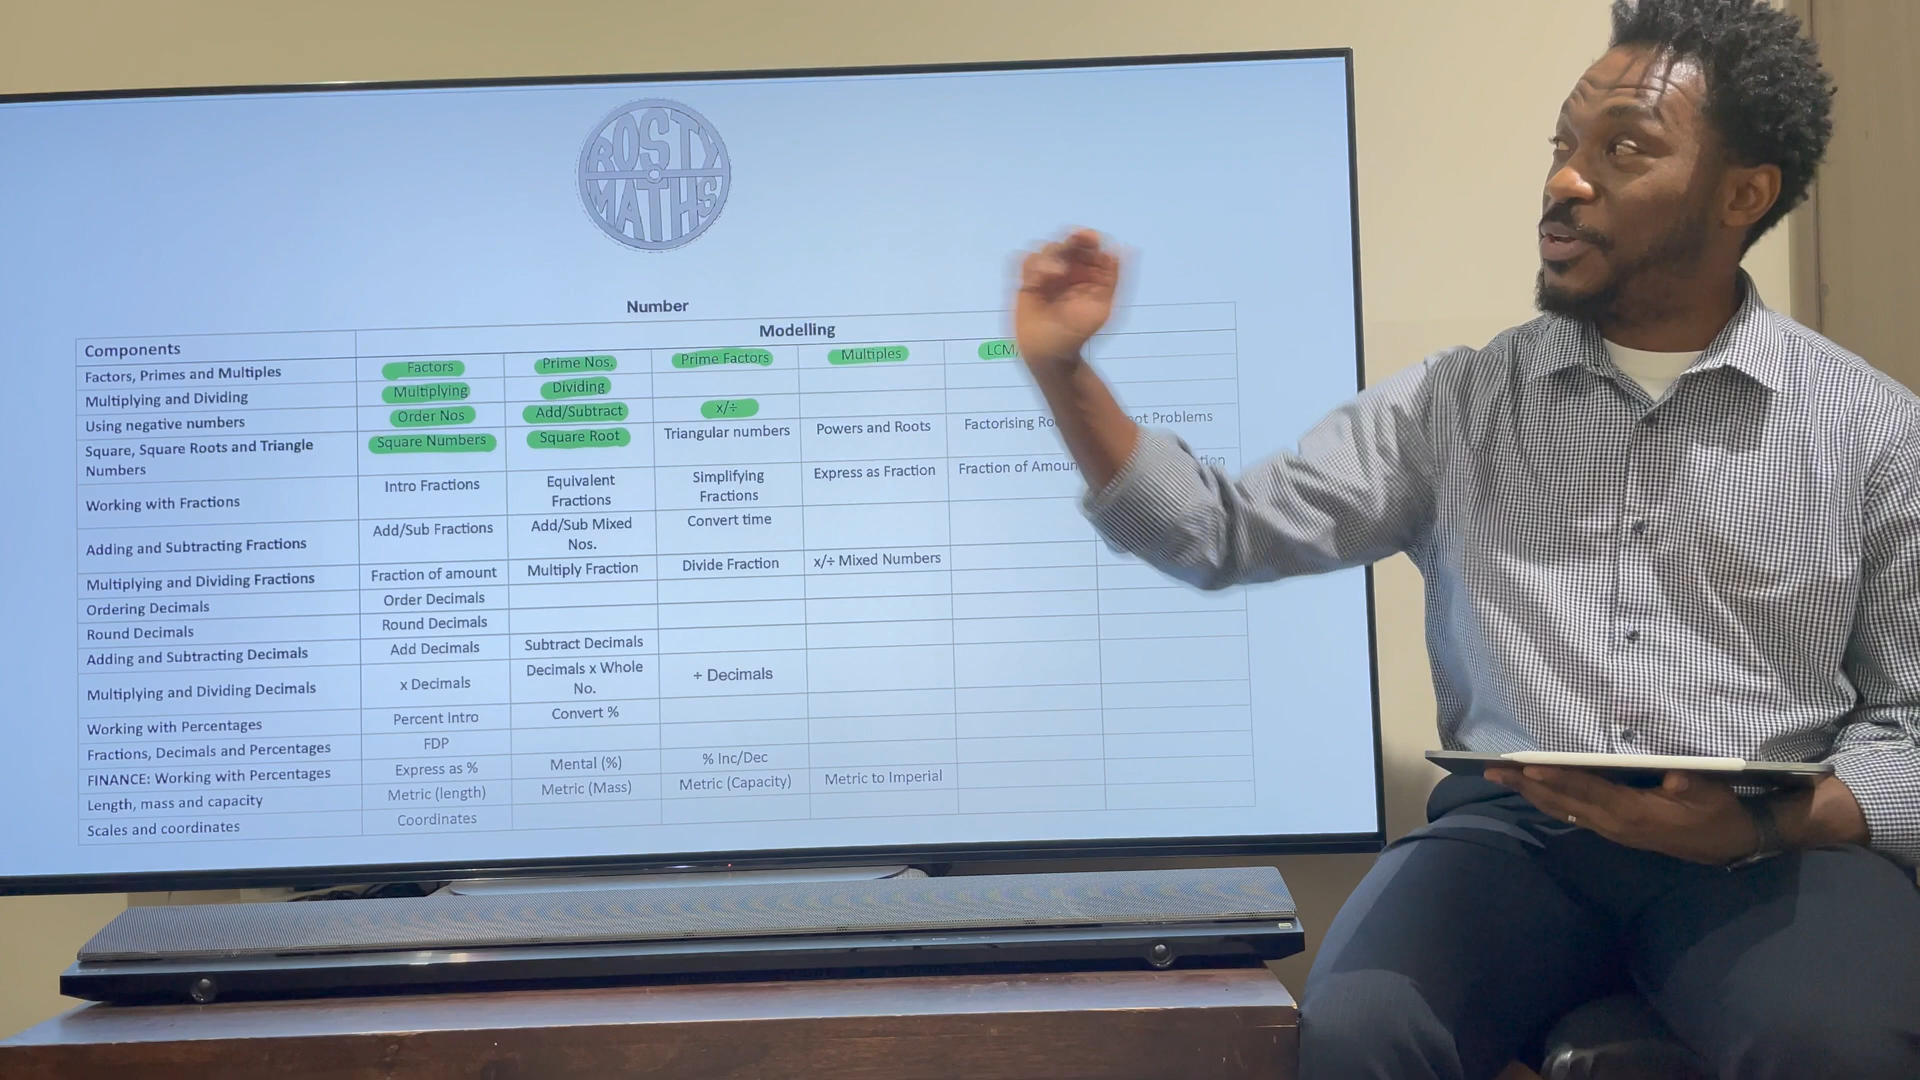 ROSTY
MATHS
Number
Components Modelling
Factors, Primes and Multiples Factors Prime Nos. Prime Factors Multiples LCM/
Multiplying and Dividing Multiplying Dividing
Using negative numbers Order Nos Add/Subtract x/÷
Square, Square Roots and Triangle Numbers Square Numbers Square Root Triangular numbers Powers and Roots Factorising Problems
Working with Fractions Intro Fractions Equivalent Fractions Simplifying Fractions Express as Fraction Fraction of Amoun
Adding and Subtracting Fractions Add/Sub Fractions Add/Sub Mixed Nos. Convert time
Multiplying and Dividing Fractions Fraction of amount Multiply Fraction Divide Fraction x/÷ Mixed Numbers
Ordering Decimals Order Decimals
Round Decimals Round Decimals
Adding and Subtracting Decimals Add Decimals Subtract Decimals
Multiplying and Dividing Decimals x Decimals Decimals x Whole No. ÷ Decimals
Working with Percentages Percent Intro Convert %
Fractions, Decimals and Percentages FDP
FINANCE: Working with Percentages Express as % Mental (%) % Inc/Dec
Length, mass and capacity Metric (length) Metric (Mass) Metric (Capacity) Metric to Imperial
Scales and coordinates Coordinates